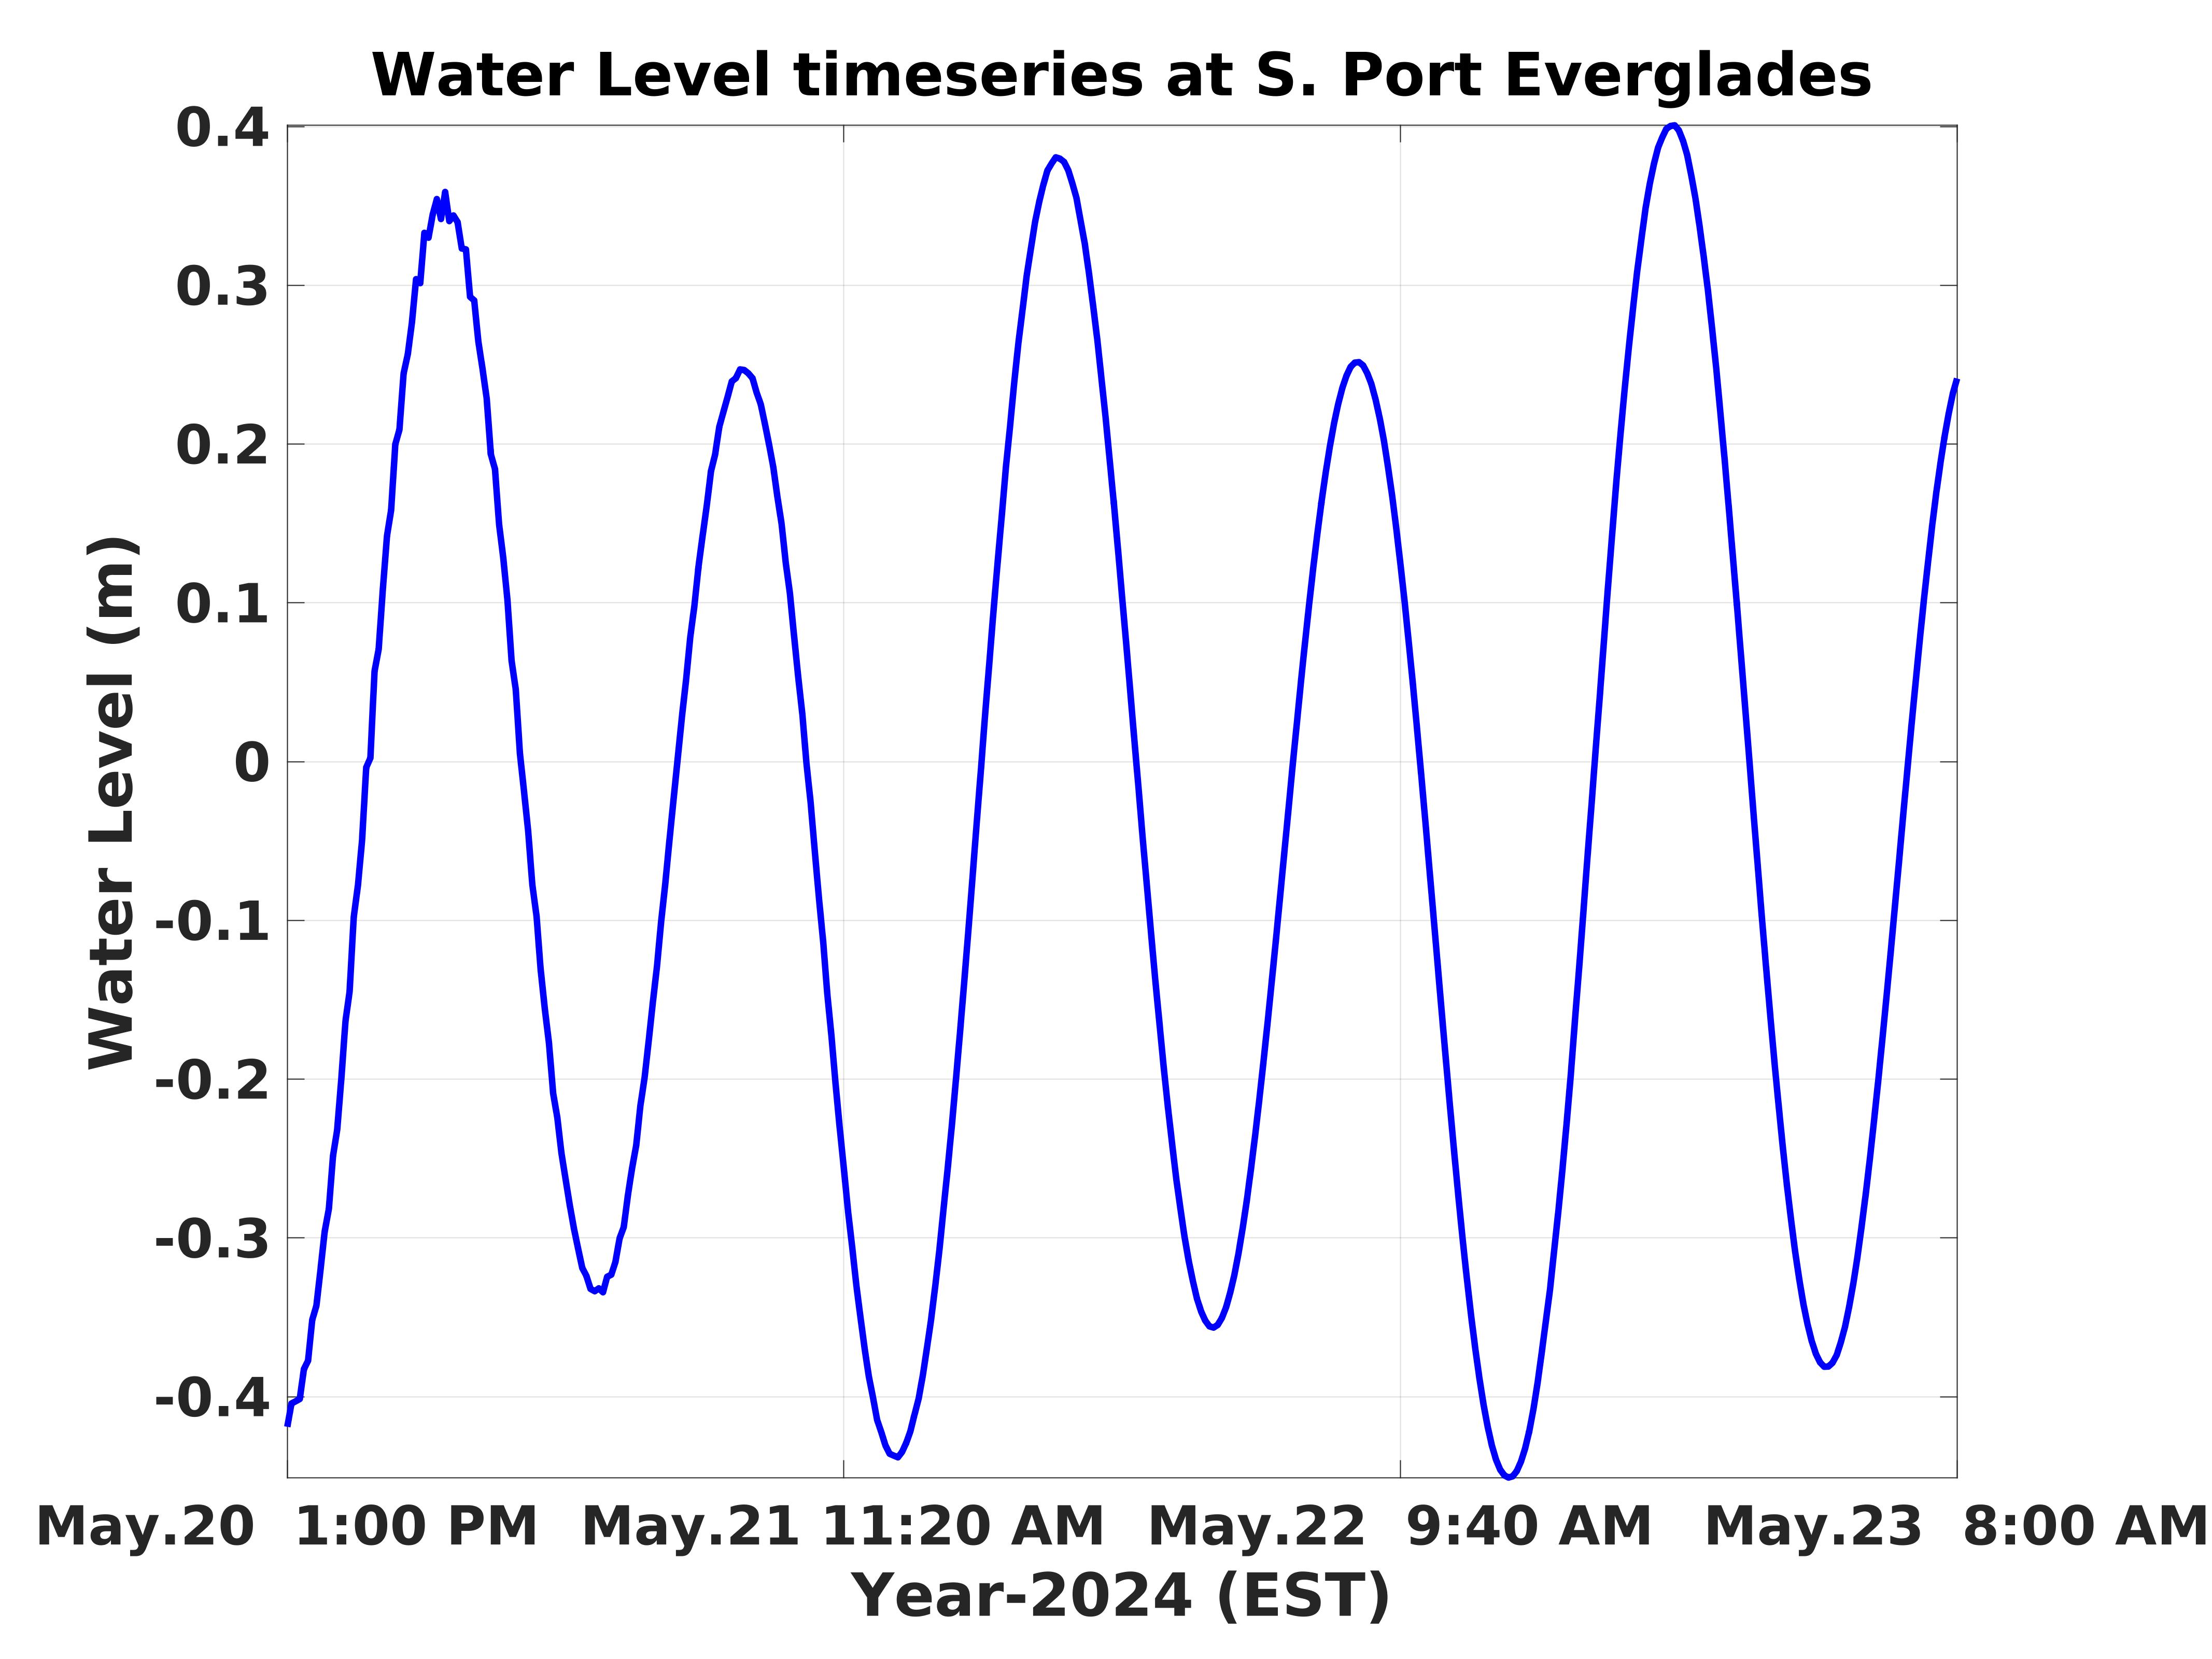 Water Level timeseries at S. Port Everglades
0.4
0.3
0.2
0.1
0
-0.1
-0.2
-0.3
-0.4
Water Level (m)
May.20 1:00 PM May.21 11:20 AM May.22 9:40 AM May.23 8:00 AM
Year-2024 (EST)